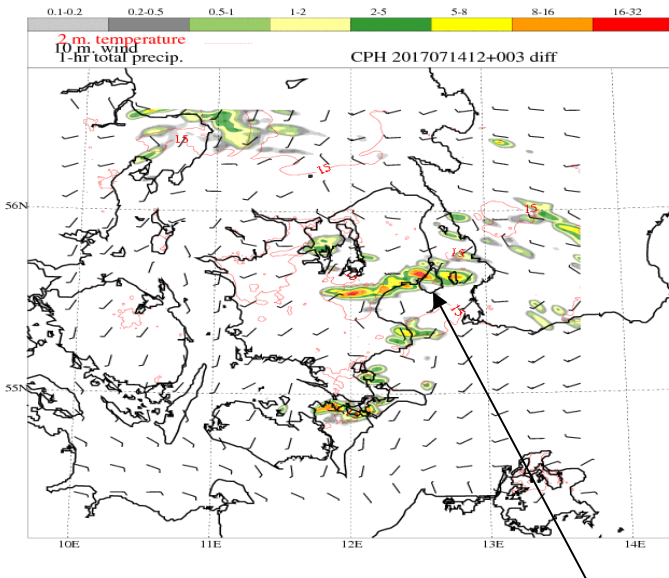 0.1-0.2 0.2-0.5 0.5-1 1-2 2-5 5-8 8-16 16-32
2 m. temperature
10 m. wind
1-hr total precip. CPH 2017071412+003 diff
15
15
56N
15
15
15
55N
10E 11E 12E 13E 14E